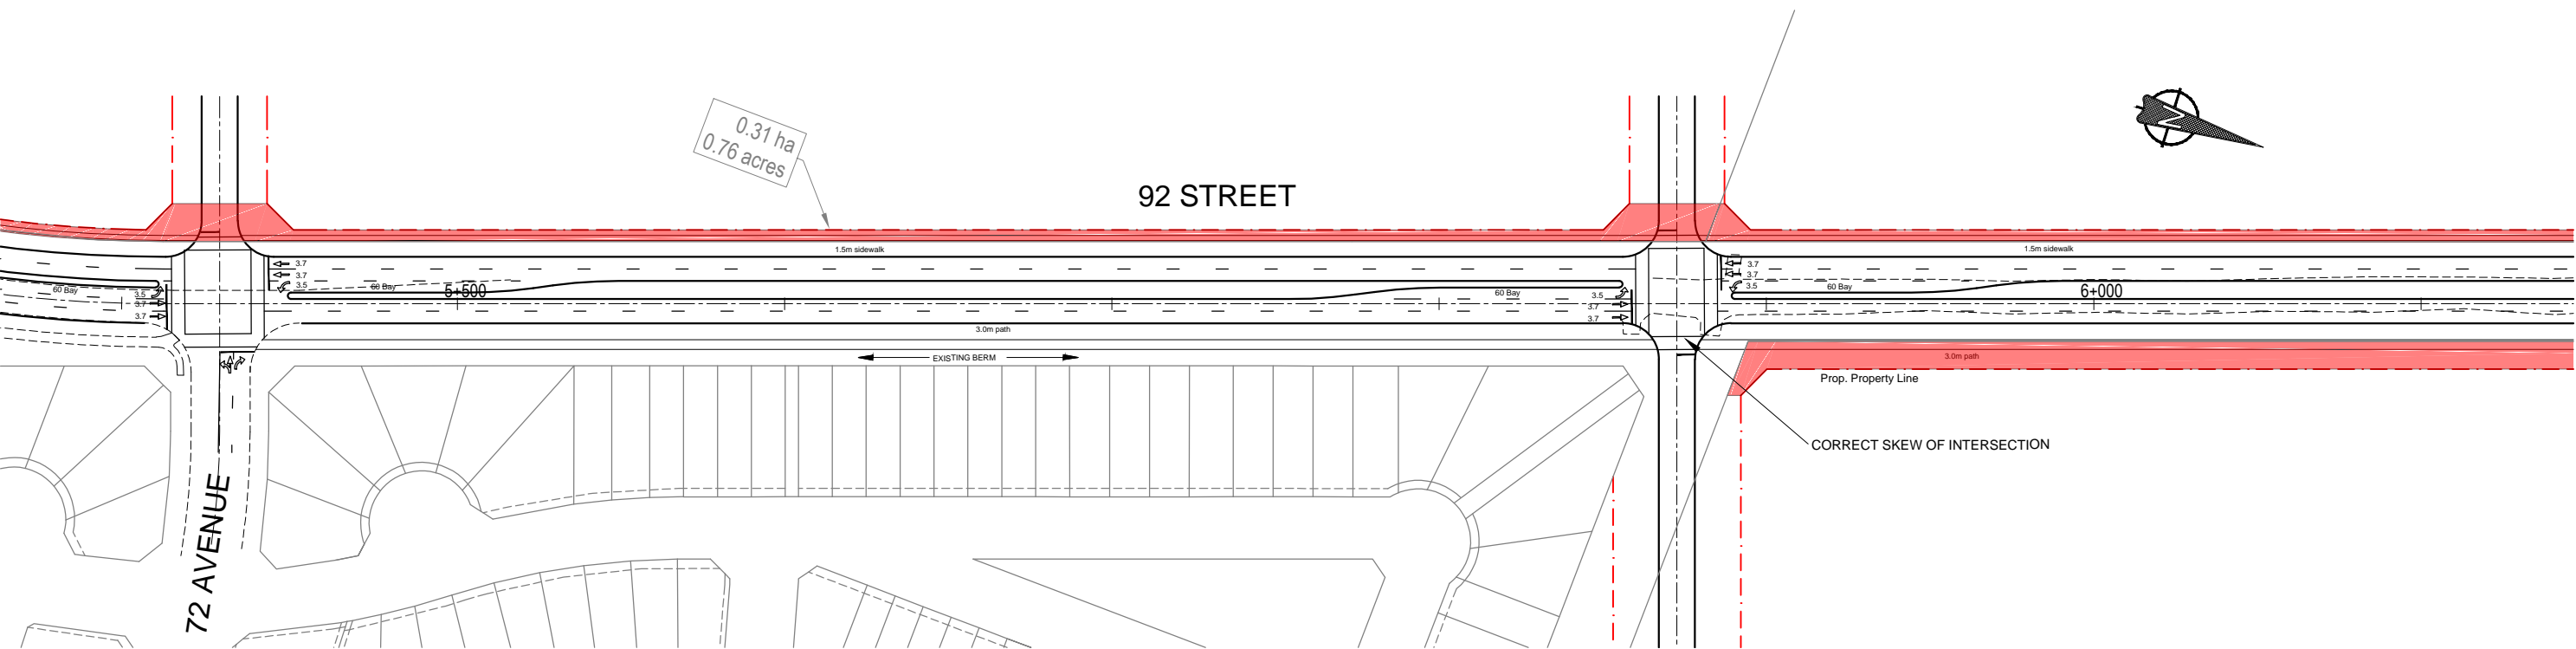 0.31 ha
0.76 acres
92 STREET
1.5m sidewalk
1.5m sidewalk
3.7
3.7
3.5
60 Bay
5+500
60 Bay
3.5
3.7
3.7
60 Bay
3.5
3.7
3.7
3.7
3.5
60 Bay
6+000
3.0m path
EXISTING BERM
3.0m path
Prop. Property Line
CORRECT SKEW OF INTERSECTION
72 AVENUE
3.7
N